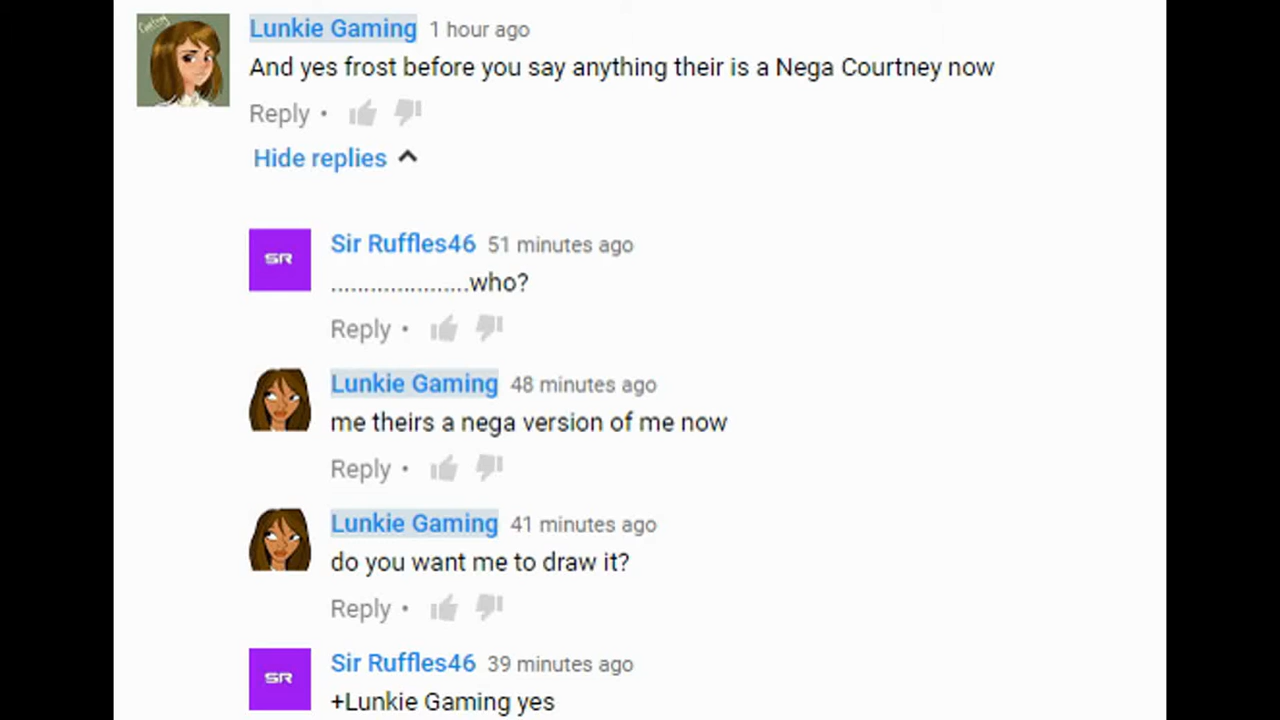 Lunkie Gaming 1 hour ago
And yes frost before you say anything their is a Nega Courtney now
Reply •
Hide replies
SR
Sir Ruffles46 51 minutes ago
.....................who?
Reply •
Lunkie Gaming 48 minutes ago
me theirs a nega version of me now
Reply •
Lunkie Gaming 41 minutes ago
do you want me to draw it?
Reply •
SR
Sir Ruffles46 39 minutes ago
+Lunkie Gaming yes